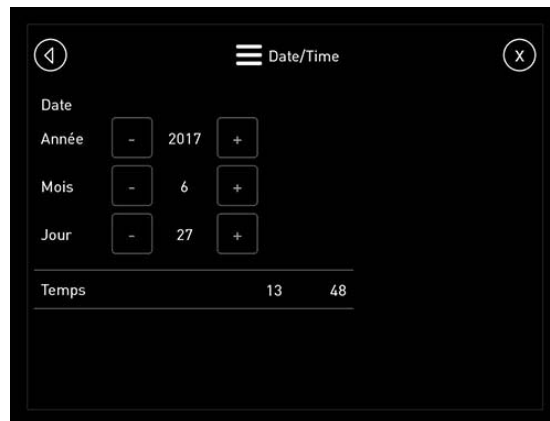 Date/Time X
Date
Année - 2017 +
Mois - 6 +
Jour - 27 +
Temps 13 48